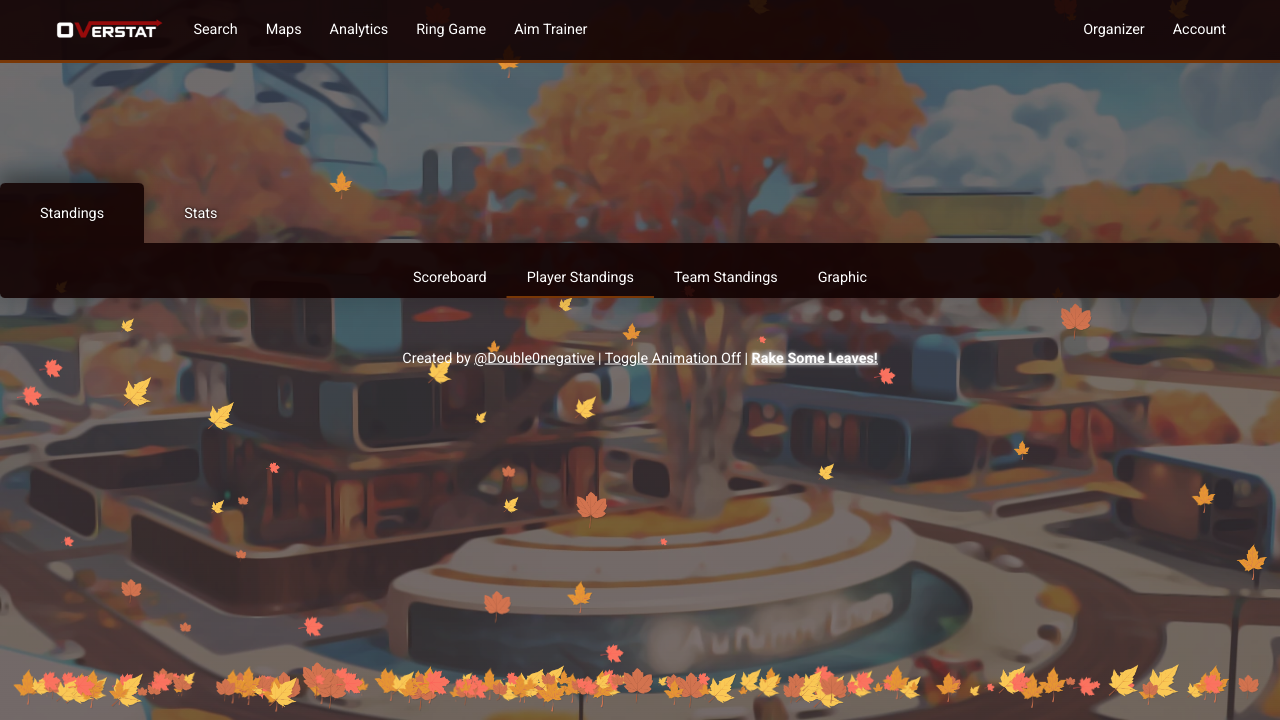 OVERSTAT Search Maps Analytics Ring Game Aim Trainer Organizer Account
Standings Stats
Scoreboard Player Standings Team Standings Graphic
Created by @Double0negative | Toggle Animation Off | Rake Some Leaves!